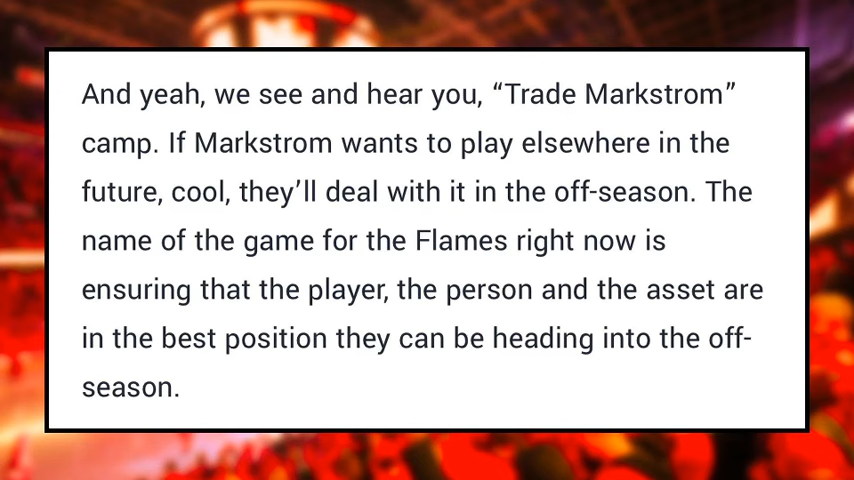 And yeah, we see and hear you, “Trade Markstrom”
camp. If Markstrom wants to play elsewhere in the
future, cool, they’ll deal with it in the off-season. The
name of the game for the Flames right now is
ensuring that the player, the person and the asset are
in the best position they can be heading into the off-
season.